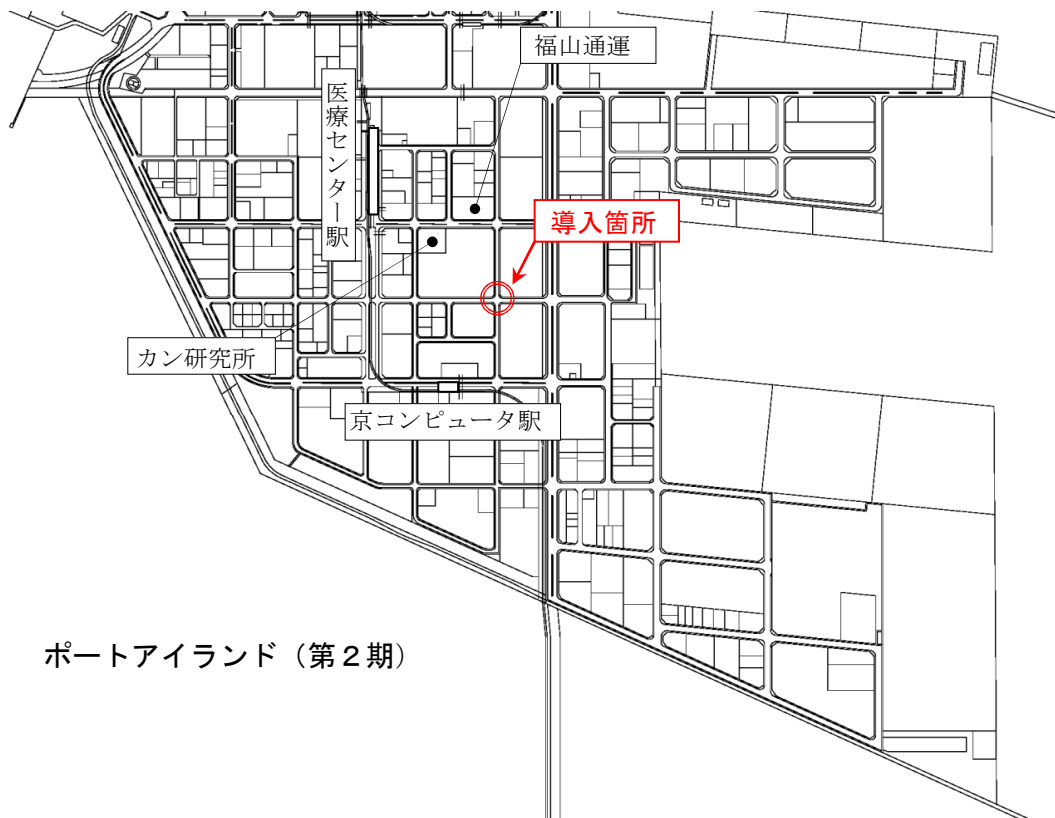 福山通運
医療センター駅
導入箇所
カン研究所
京コンピュータ駅
ポートアイランド（第２期）